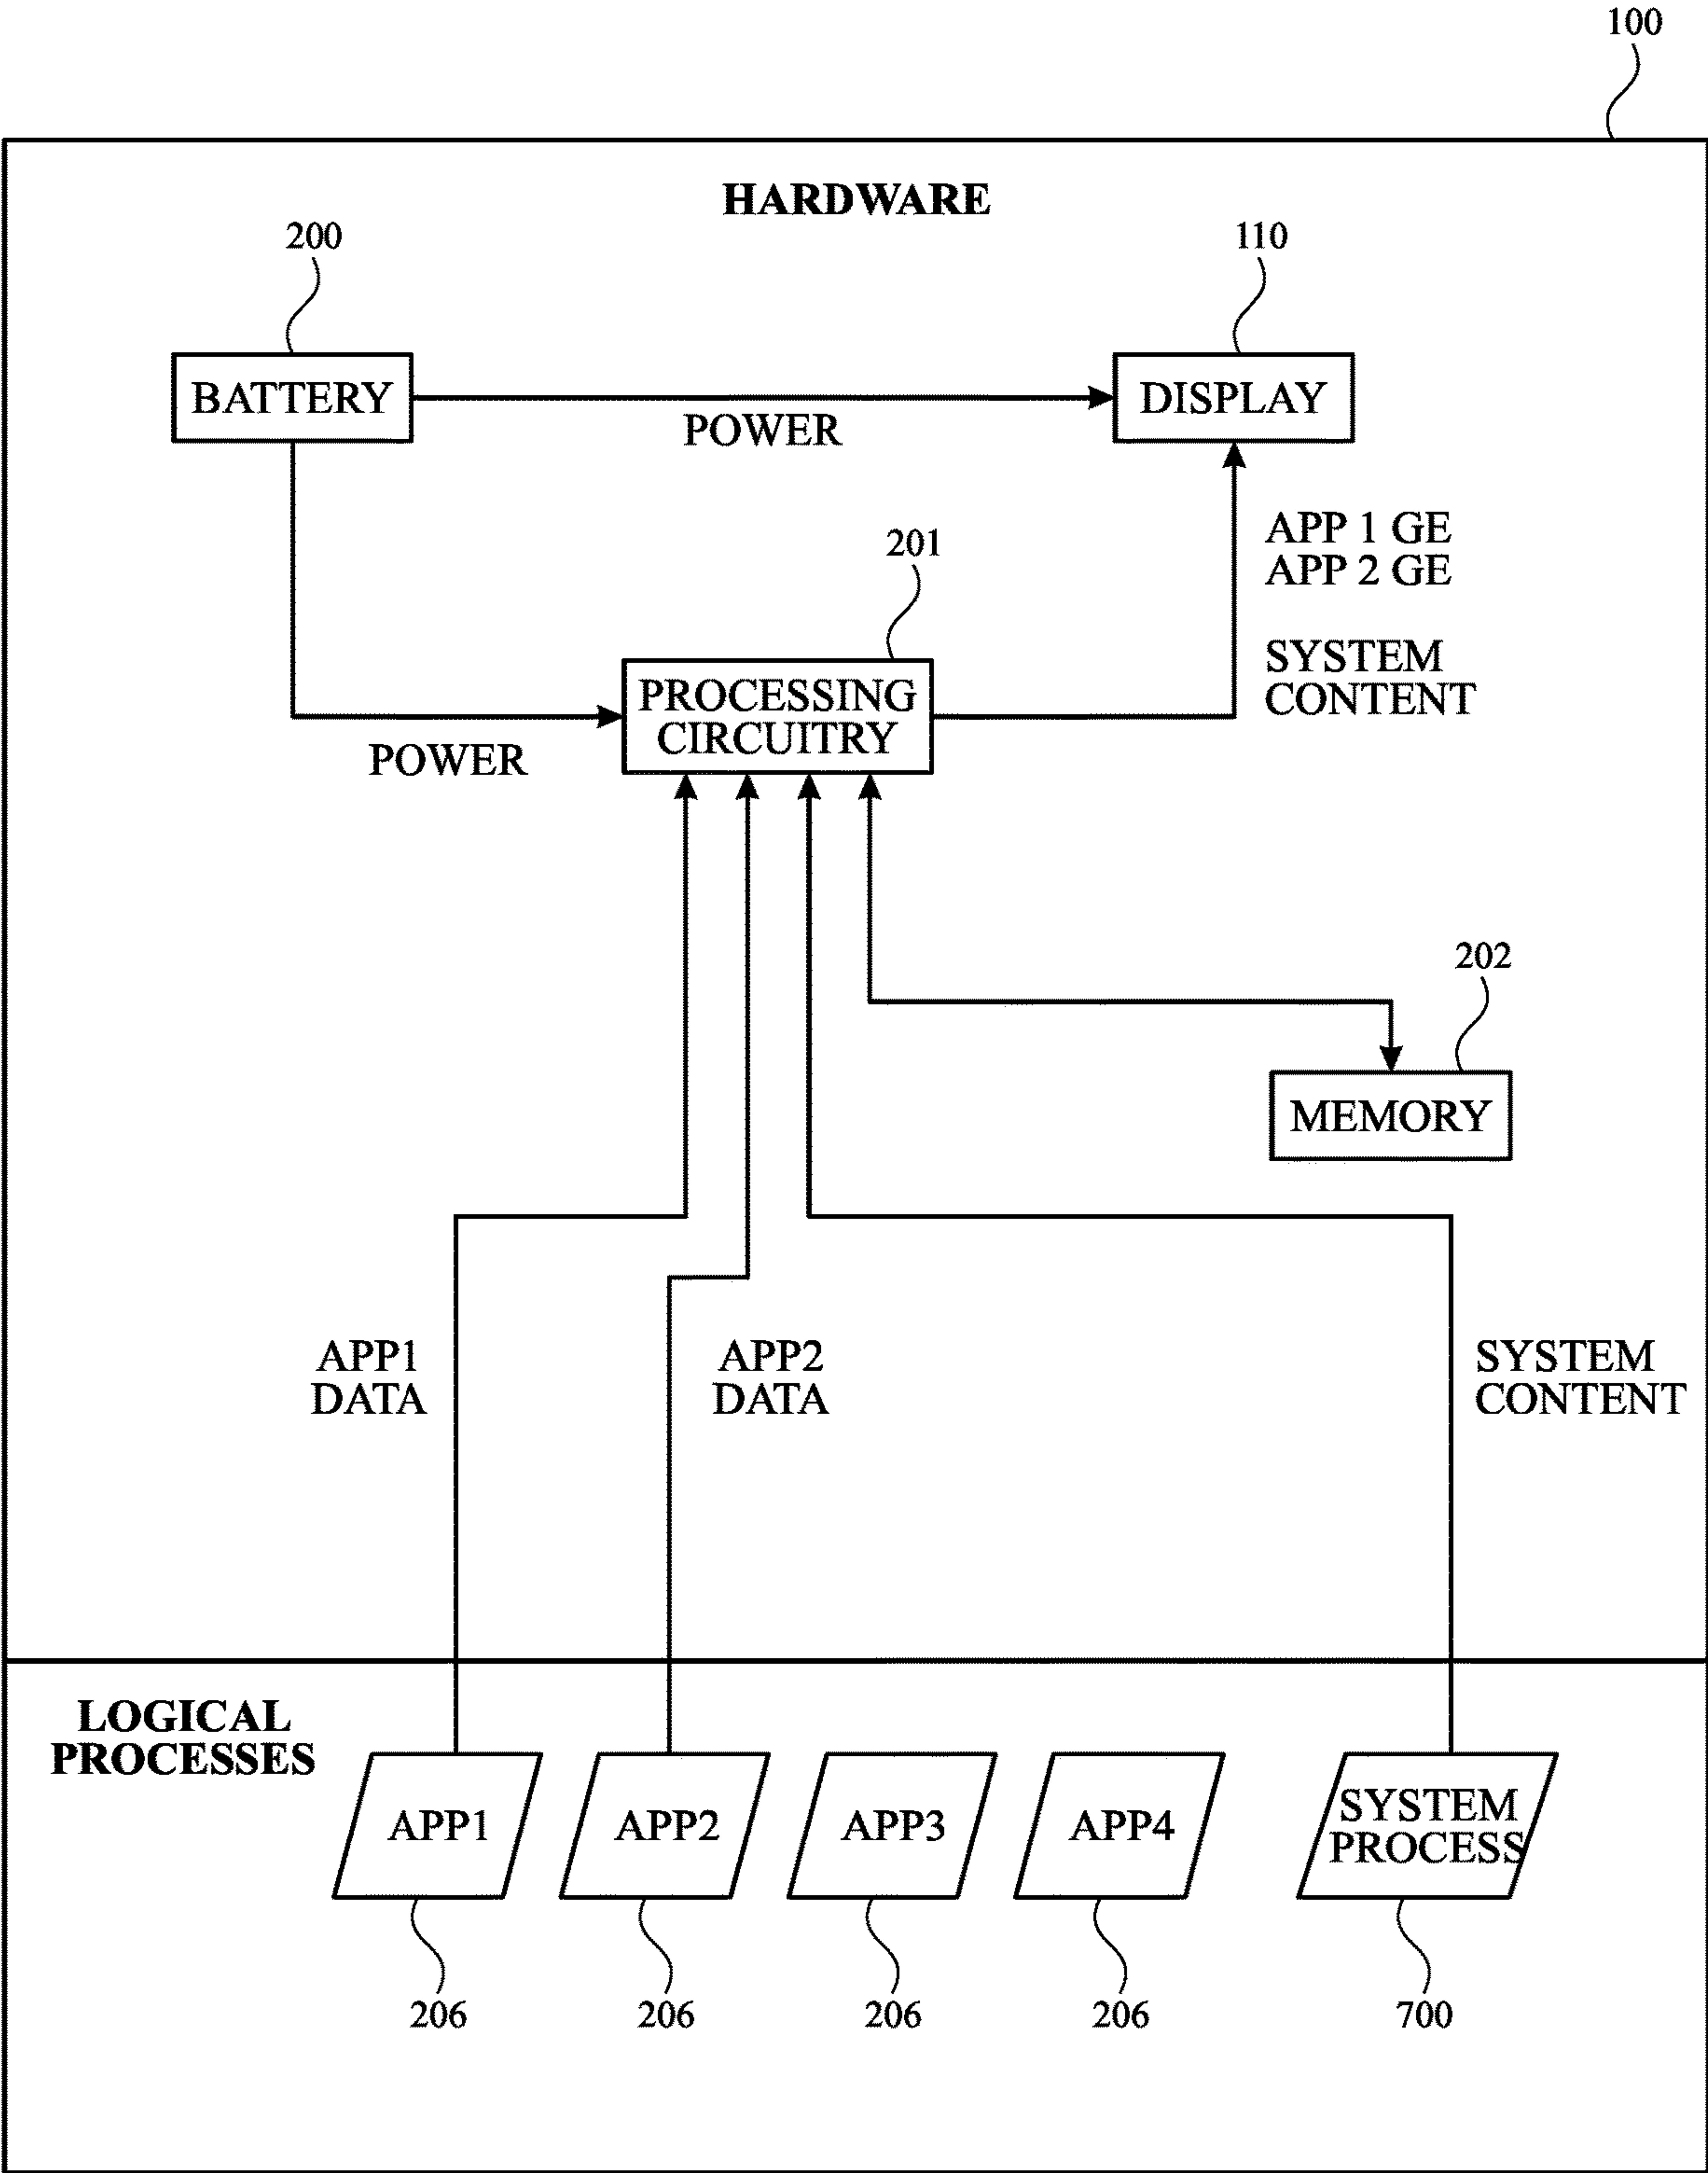 100
HARDWARE
200
110
BATTERY
DISPLAY
POWER
201
APP 1 GE
APP 2 GE
SYSTEM
CONTENT
PROCESSING
CIRCUITRY
POWER
202
MEMORY
APP1
DATA
APP2
DATA
SYSTEM
CONTENT
LOGICAL
PROCESSES
APP1
APP2
APP3
APP4
SYSTEM
PROCESS
206
206
206
206
700